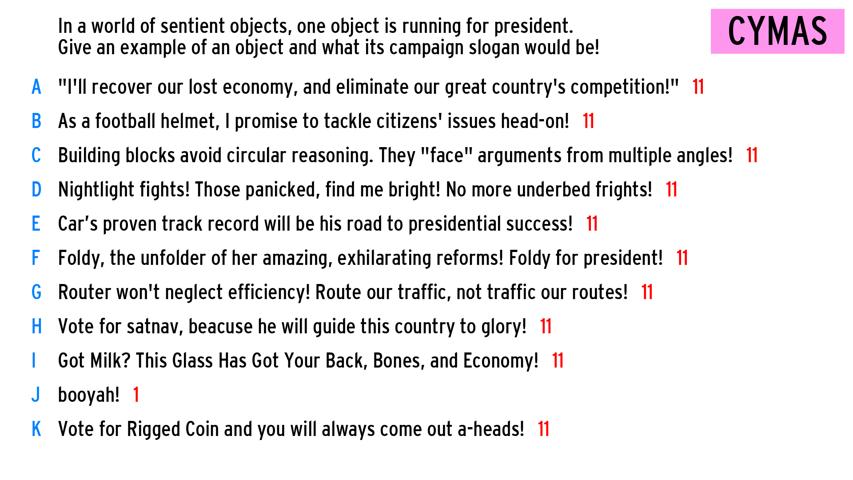 In a world of sentient objects, one object is running for president.
Give an example of an object and what its campaign slogan would be!
CYMAS
A "I'll recover our lost economy, and eliminate our great country's competition!" 11
B As a football helmet, I promise to tackle citizens' issues head-on! 11
C Building blocks avoid circular reasoning. They "face" arguments from multiple angles! 11
D Nightlight fights! Those panicked, find me bright! No more underbed frights! 11
E Car’s proven track record will be his road to presidential success! 11
F Foldy, the unfolder of her amazing, exhilarating reforms! Foldy for president! 11
G Router won't neglect efficiency! Route our traffic, not traffic our routes! 11
H Vote for satnav, beacuse he will guide this country to glory! 11
I Got Milk? This Glass Has Got Your Back, Bones, and Economy! 11
J booyah! 1
K Vote for Rigged Coin and you will always come out a-heads! 11